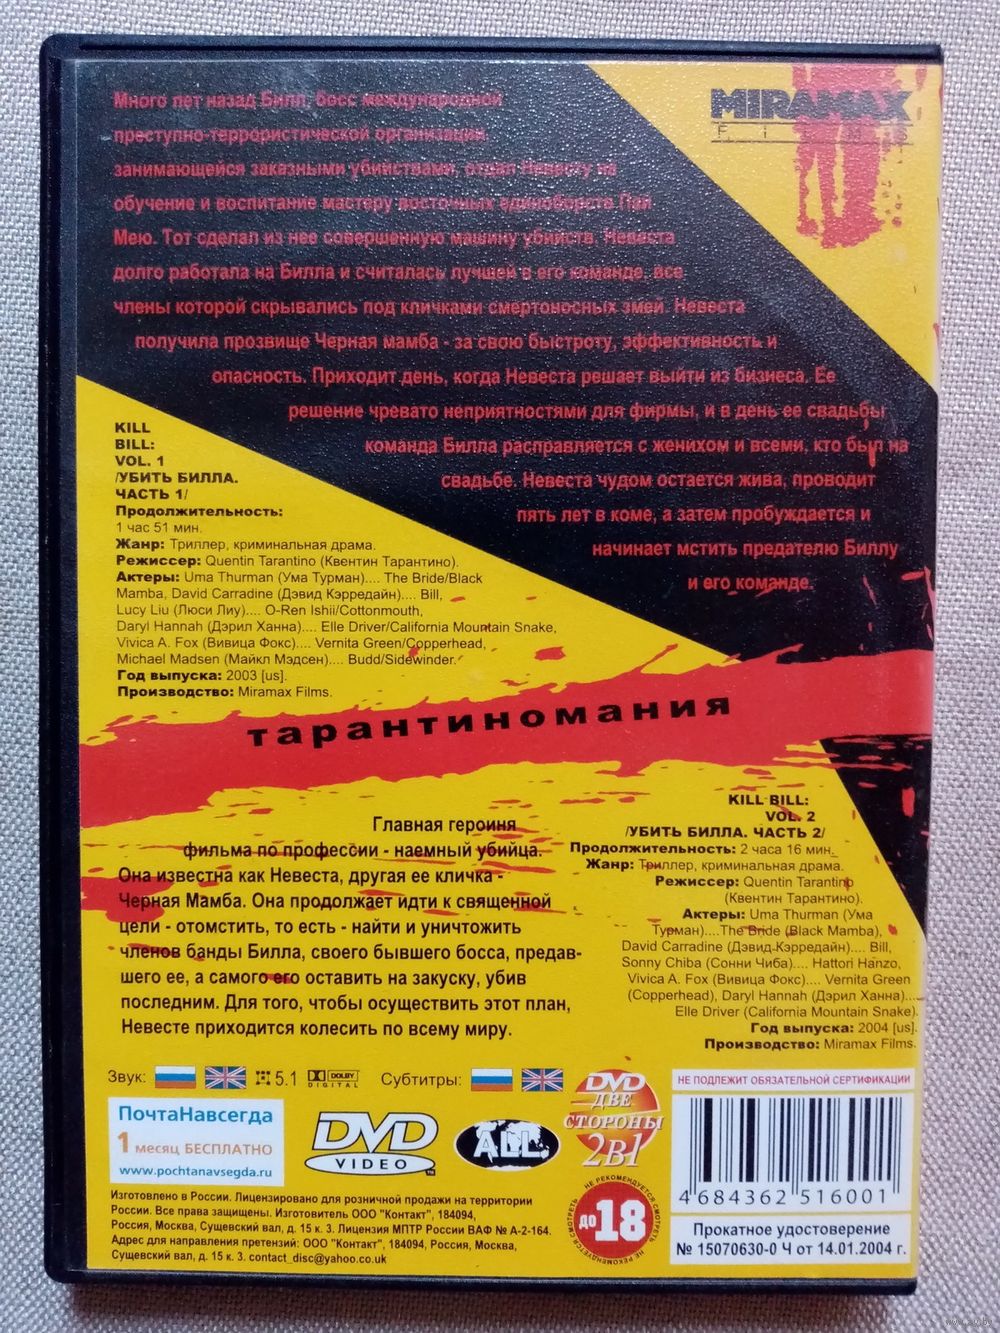 MIRAMAX
FILMS
Много лет назад Билл, босс международной
преступно-террористической организации,
занимающейся заказными убийствами, отдал Невесту на
обучение и воспитание мастеру восточных единоборств Пай
Мею. Тот сделал из нее совершенную машину убийств. Невеста
долго работала на Билла и считалась лучшей в его команде, все
члены которой скрывались под кличками смертоносных змей. Невеста
получила прозвище Черная мамба - за свою быстроту, эффективность и
опасность. Приходит день, когда Невеста решает выйти из бизнеса. Ее
решение чревато неприятностями для фирмы, и в день ее свадьбы
команда Билла расправляется с женихом и всеми, кто был на
свадьбе. Невеста чудом остается жива, проводит
пять лет в коме, а затем пробуждается и
начинает мстить предателю Биллу
и его команде.
KILL
BILL:
VOL. 1
/УБИТЬ БИЛЛА.
ЧАСТЬ 1/
Продолжительность:
1 час 51 мин.
Жанр: Триллер, криминальная драма.
Режиссер: Quentin Tarantino (Квентин Тарантино).
Актеры: Uma Thurman (Ума Турман).... The Bride/Black
Mamba, David Carradine (Дэвид Кэрредайн).... Bill,
Lucy Liu (Люси Лиу).... O-Ren Ishii/Cottonmouth,
Daryl Hannah (Дэрил Ханна).... Elle Driver/California Mountain Snake,
Vivica A. Fox (Вивица Фокс).... Vernita Green/Copperhead,
Michael Madsen (Майкл Мэдсен).... Budd/Sidewinder.
Год выпуска: 2003 [us].
Производство: Miramax Films.
тарантиномания
KILL BILL:
VOL. 2
/УБИТЬ БИЛЛА. ЧАСТЬ 2/
Продолжительность: 2 часа 16 мин.
Жанр: Триллер, криминальная драма.
Режиссер: Quentin Tarantino
(Квентин Тарантино).
Актеры: Uma Thurman (Ума
Турман)....The Bride (Black Mamba),
David Carradine (Дэвид Кэрредайн).... Bill,
Sonny Chiba (Сонни Чиба).... Hattori Hanzo,
Vivica A. Fox (Вивица Фокс).... Vernita Green
(Copperhead), Daryl Hannah (Дэрил Ханна)....
Elle Driver (California Mountain Snake).
Год выпуска: 2004 [us].
Производство: Miramax Films.
Главная героиня
фильма по профессии - наемный убийца.
Она известна как Невеста, другая ее кличка -
Черная Мамба. Она продолжает идти к священной
цели - отомстить, то есть - найти и уничтожить
членов банды Билла, своего бывшего босса, предав-
шего ее, а самого его оставить на закуску, убив
последним. Для того, чтобы осуществить этот план,
Невесте приходится колесить по всему миру.
Звук: 5.1 DOLBY DIGITAL Субтитры:
DVD
ДВЕ
СТОРОНЫ
2в1
НЕ ПОДЛЕЖИТ ОБЯЗАТЕЛЬНОЙ СЕРТИФИКАЦИИ
ПочтаНавсегда
1 месяц БЕСПЛАТНО
www.pochtanavsegda.ru
DVD
VIDEO
ALL
4 684362 516001
Изготовлено в России. Лицензировано для розничной продажи на территории
России. Все права защищены. Изготовитель ООО "Контакт", 184094,
Россия, Москва, Сущевский вал, д. 15 к. 3. Лицензия МПТР России ВАФ № А-2-164.
Адрес для направления претензий: ООО "Контакт", 184094, Россия, Москва,
Сущевский вал, д. 15 к. 3. contact_disc@yahoo.co.uk
НЕ РЕКОМЕНДУЕТСЯ СМОТРЕТЬ
до 18
НЕ РЕКОМЕНДУЕТСЯ СМОТРЕТЬ
Прокатное удостоверение
№ 15070630-0 Ч от 14.01.2004 г.